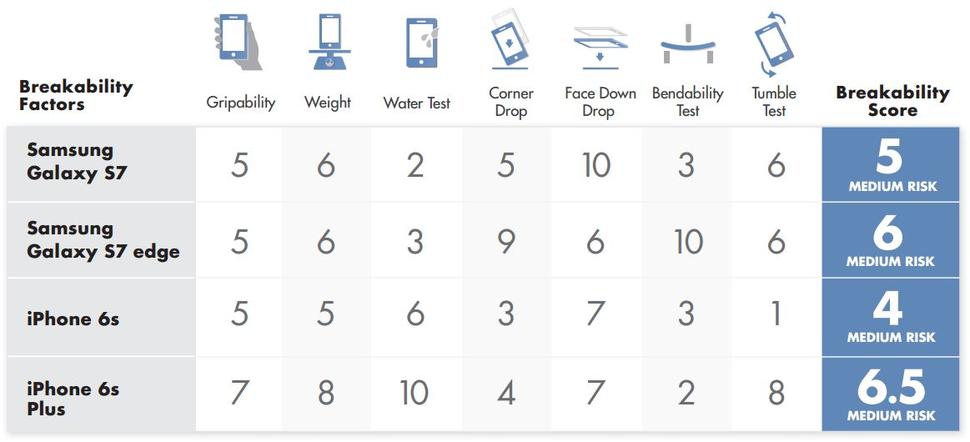 Breakability
Factors
Gripability
Weight
Water Test
Corner
Drop
Face Down
Drop
Bendability
Test
Tumble
Test
Breakability
Score
Samsung
Galaxy S7
5 6 2 5 10 3 6
5
MEDIUM RISK
Samsung
Galaxy S7 edge
5 6 3 9 6 10 6
6
MEDIUM RISK
iPhone 6s
5 5 6 3 7 3 1
4
MEDIUM RISK
iPhone 6s
Plus
7 8 10 4 7 2 8
6.5
MEDIUM RISK